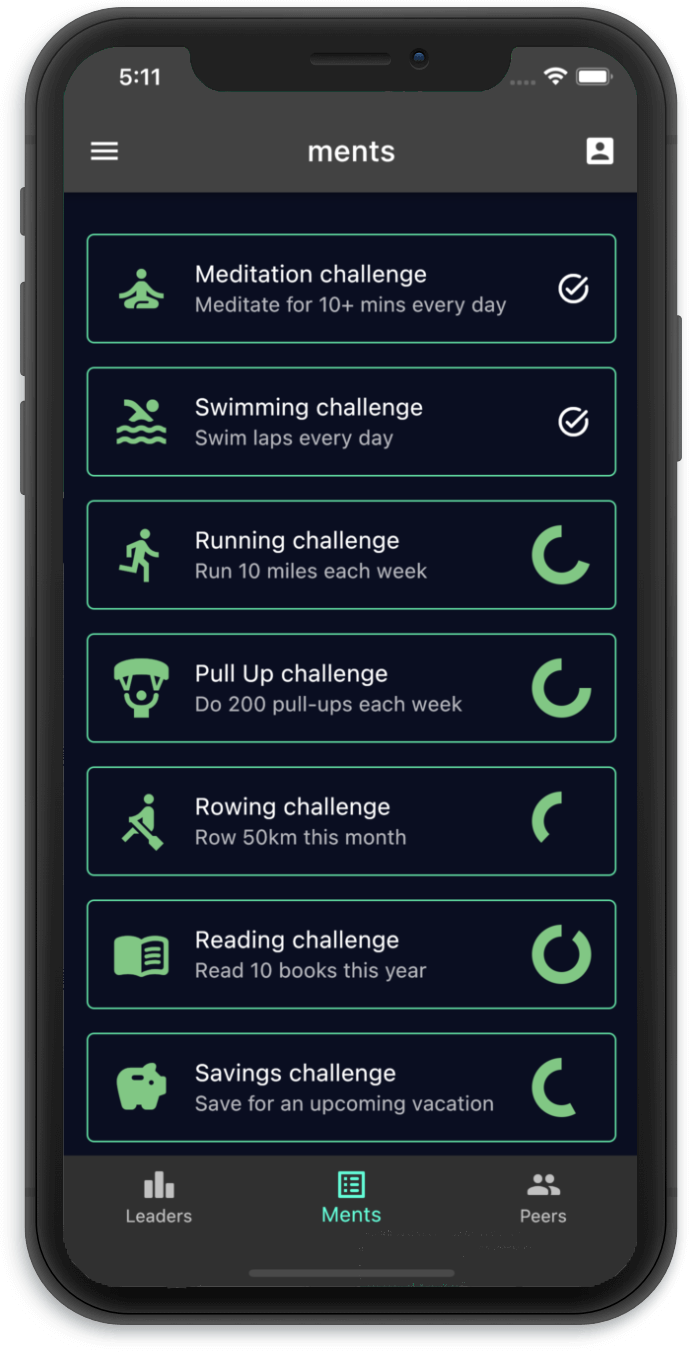 5:11
ments
Meditation challenge
Meditate for 10+ mins every day
Swimming challenge
Swim laps every day
Running challenge
Run 10 miles each week
Pull Up challenge
Do 200 pull-ups each week
Rowing challenge
Row 50km this month
Reading challenge
Read 10 books this year
Savings challenge
Save for an upcoming vacation
Leaders
Ments
Peers